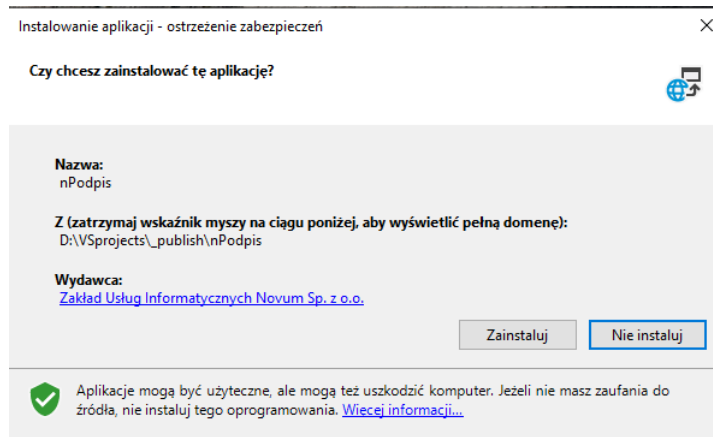 Instalowanie aplikacji - ostrzeżenie zabezpieczeń
Czy chcesz zainstalować tę aplikację?
Nazwa:
nPodpis
Z (zatrzymaj wskaźnik myszy na ciągu poniżej, aby wyświetlić pełną domenę):
D:\VSprojects\_publish\nPodpis
Wydawca:
Zakład Usług Informatycznych Novum Sp. z o.o.
Zainstaluj
Nie instaluj
Aplikacje mogą być użyteczne, ale mogą też uszkodzić komputer. Jeżeli nie masz zaufania do
źródła, nie instaluj tego oprogramowania. Więcej informacji...